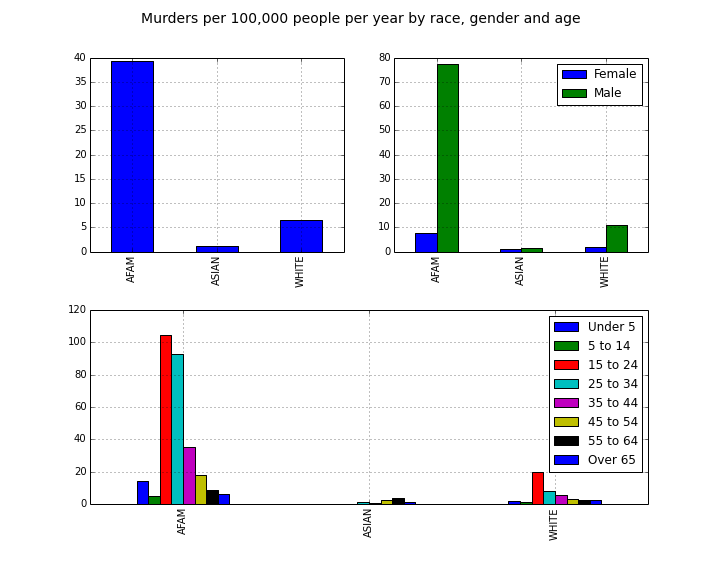 Murders per 100,000 people per year by race, gender and age
40
35
30
25
20
15
10
5
0
AFAM
ASIAN
WHITE
80
70
60
50
40
30
20
10
0
Female
Male
AFAM
ASIAN
WHITE
120
100
80
60
40
20
0
Under 5
5 to 14
15 to 24
25 to 34
35 to 44
45 to 54
55 to 64
Over 65
AFAM
ASIAN
WHITE